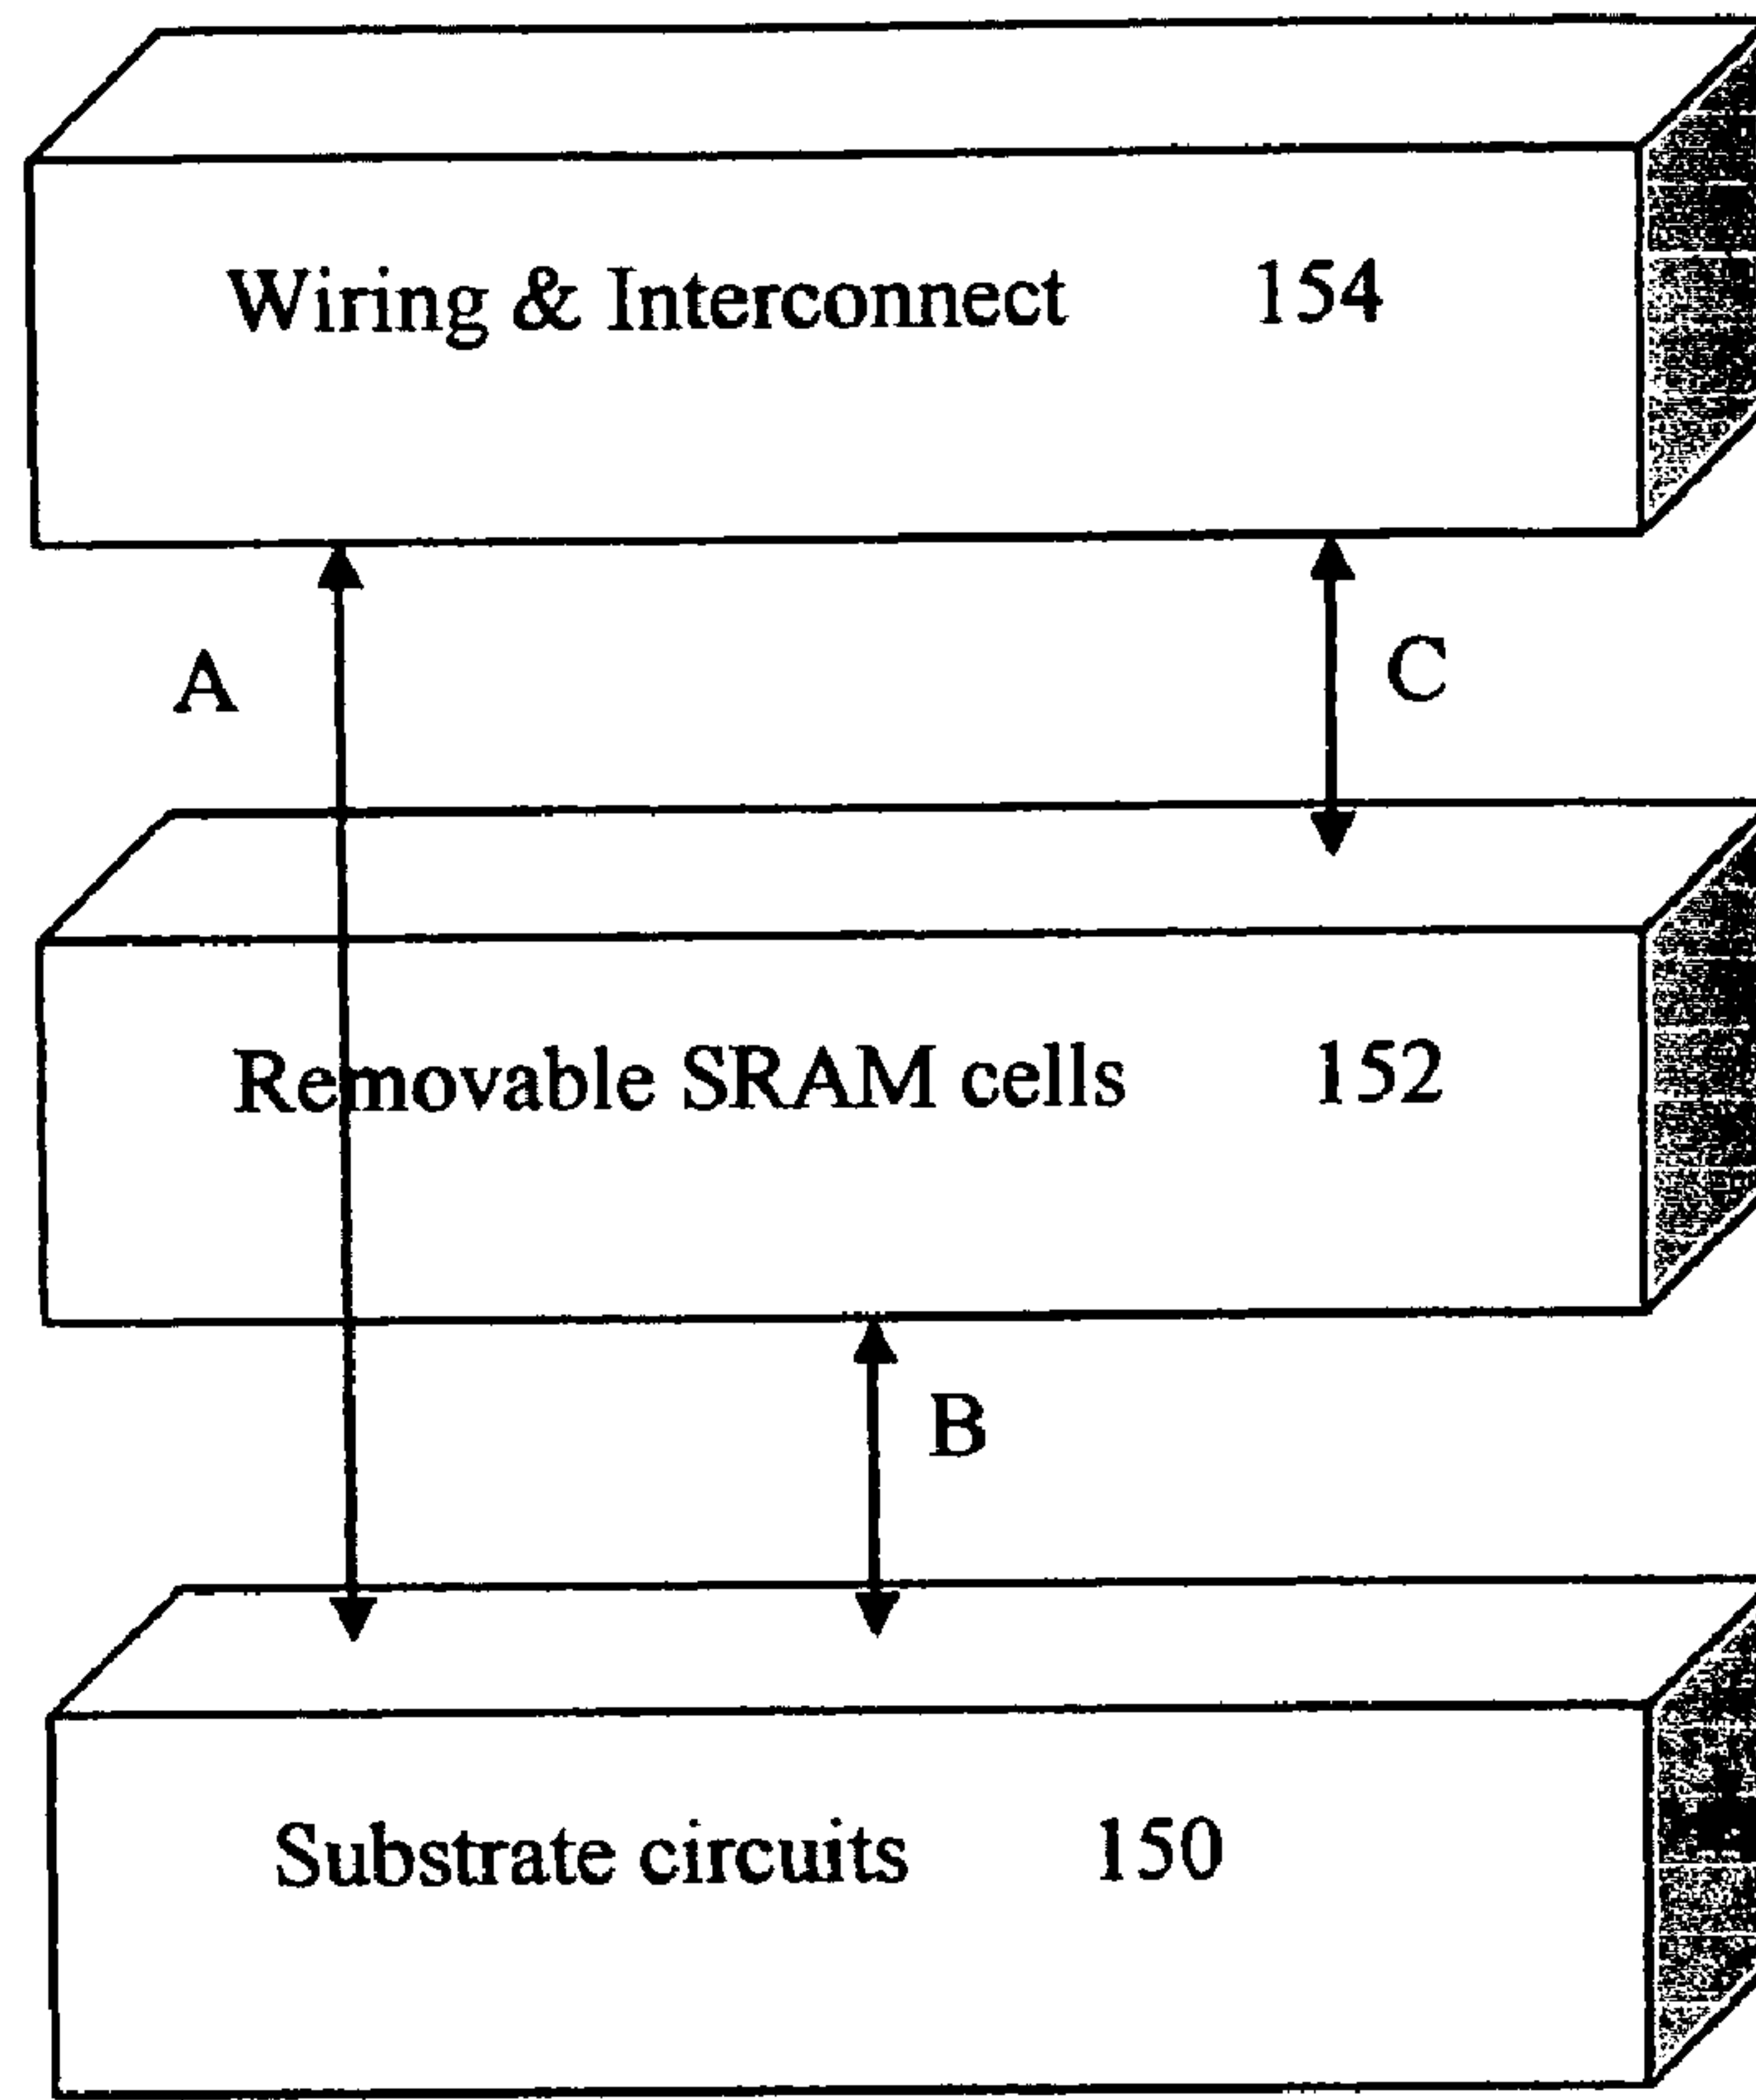 Wiring & Interconnect 154
A
C
Removable SRAM cells 152
B
Substrate circuits 150